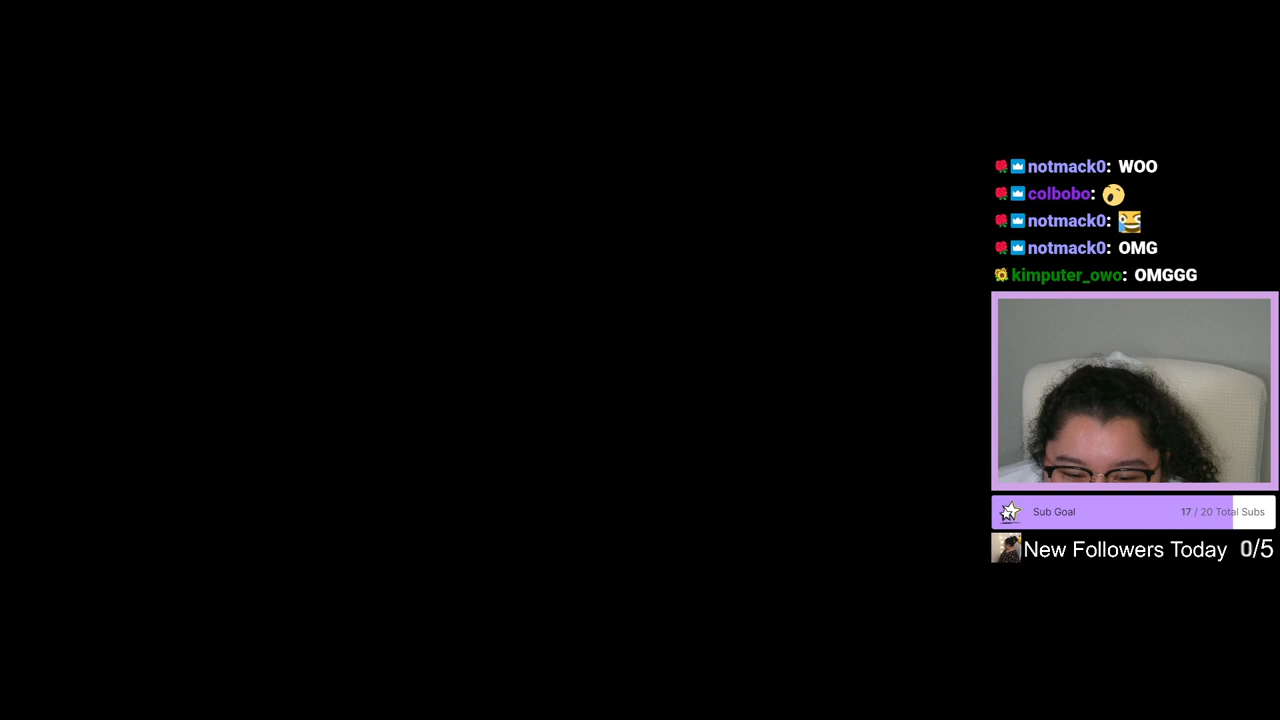 notmack0: WOO
colbobo:
notmack0:
notmack0: OMG
kimputer_owo: OMGGG
Sub Goal 17 / 20 Total Subs
New Followers Today 0/5